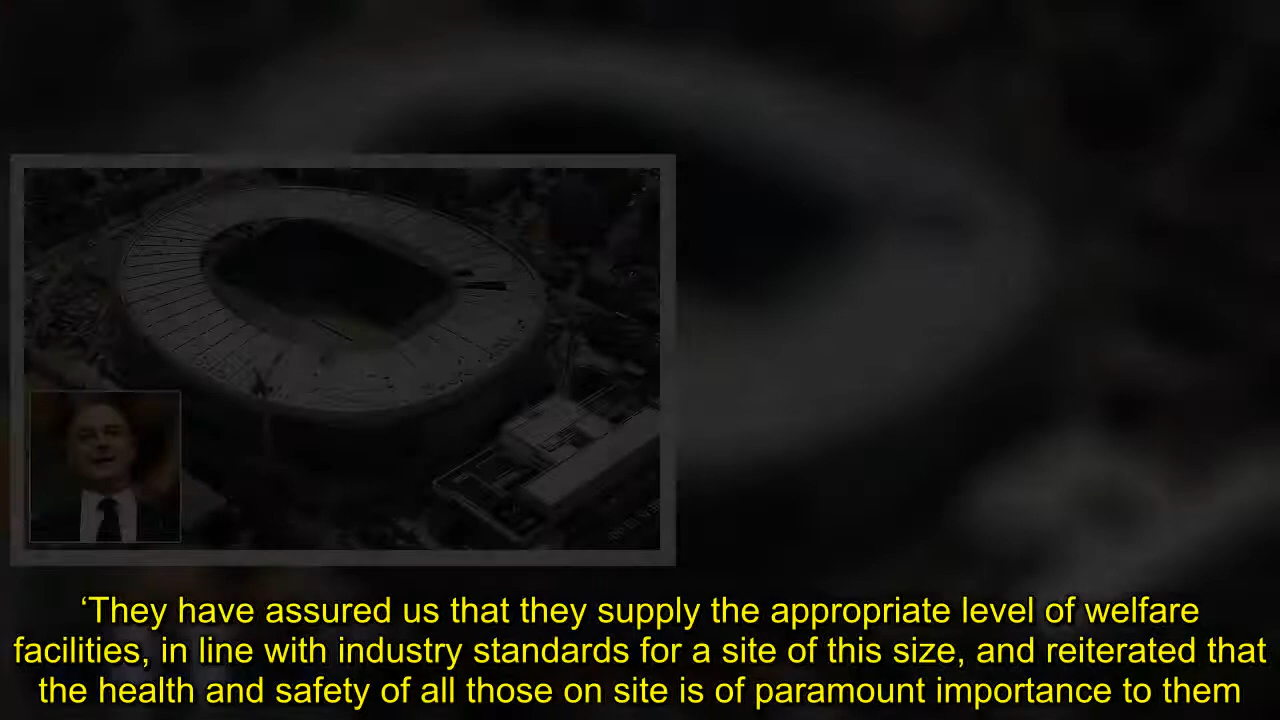 ‘They have assured us that they supply the appropriate level of welfare
facilities, in line with industry standards for a site of this size, and reiterated that
the health and safety of all those on site is of paramount importance to them